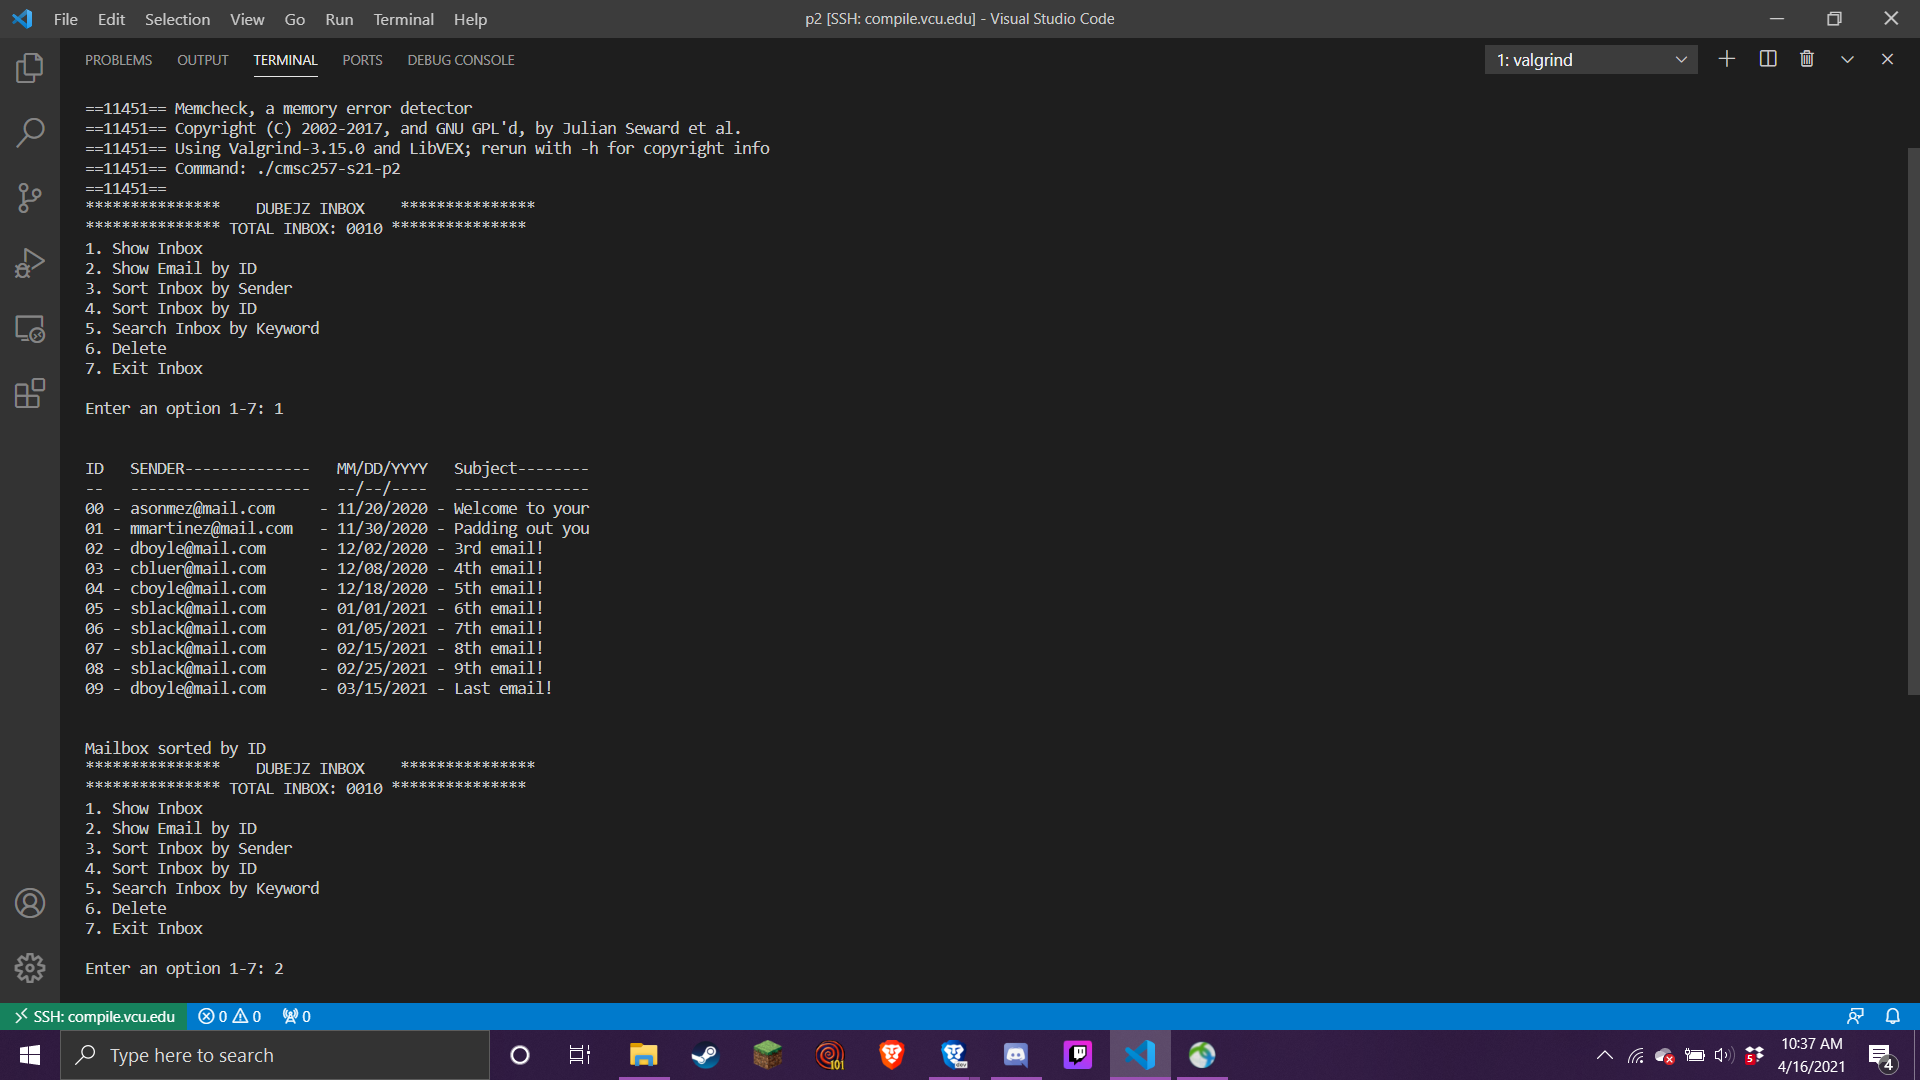 File Edit Selection View Go Run Terminal Help
p2 [SSH: compile.vcu.edu] - Visual Studio Code
PROBLEMS OUTPUT TERMINAL PORTS DEBUG CONSOLE
1: valgrind
==11451== Memcheck, a memory error detector
==11451== Copyright (C) 2002-2017, and GNU GPL'd, by Julian Seward et al.
==11451== Using Valgrind-3.15.0 and LibVEX; rerun with -h for copyright info
==11451== Command: ./cmsc257-s21-p2
==11451==
***************    DUBEJZ INBOX    ***************
*************** TOTAL INBOX: 0010 ***************
1. Show Inbox
2. Show Email by ID
3. Sort Inbox by Sender
4. Sort Inbox by ID
5. Search Inbox by Keyword
6. Delete
7. Exit Inbox
Enter an option 1-7: 1
ID   SENDER--------------   MM/DD/YYYY   Subject--------
--   --------------------   --/--/----   ---------------
00 - asonmez@mail.com     - 11/20/2020 - Welcome to your
01 - mmartinez@mail.com   - 11/30/2020 - Padding out you
02 - dboyle@mail.com      - 12/02/2020 - 3rd email!
03 - cbluer@mail.com      - 12/08/2020 - 4th email!
04 - cboyle@mail.com      - 12/18/2020 - 5th email!
05 - sblack@mail.com      - 01/01/2021 - 6th email!
06 - sblack@mail.com      - 01/05/2021 - 7th email!
07 - sblack@mail.com      - 02/15/2021 - 8th email!
08 - sblack@mail.com      - 02/25/2021 - 9th email!
09 - dboyle@mail.com      - 03/15/2021 - Last email!
Mailbox sorted by ID
***************    DUBEJZ INBOX    ***************
*************** TOTAL INBOX: 0010 ***************
1. Show Inbox
2. Show Email by ID
3. Sort Inbox by Sender
4. Sort Inbox by ID
5. Search Inbox by Keyword
6. Delete
7. Exit Inbox
Enter an option 1-7: 2
SSH: compile.vcu.edu 0 0 0
Type here to search
101
dev
5
10:37 AM
4/16/2021
4